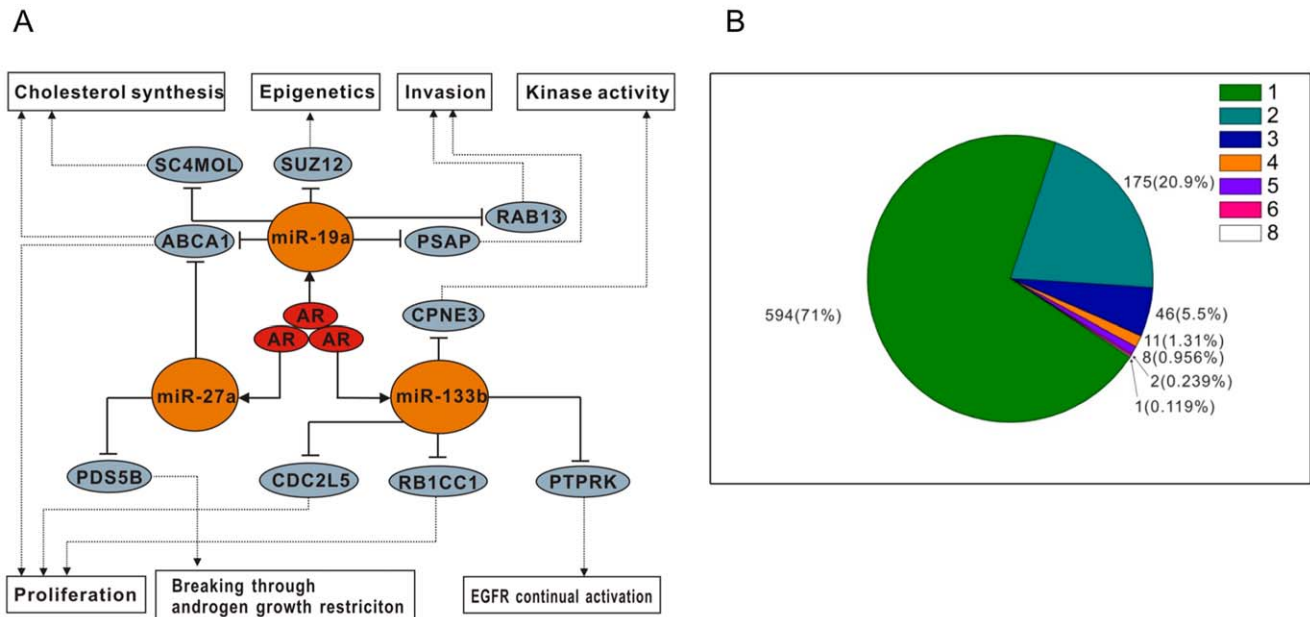 A
B
Cholesterol synthesis
Epigenetics
Invasion
Kinase activity
SC4MOL
SUZ12
RAB13
ABCA1
miR-19a
PSAP
AR
AR
AR
CPNE3
miR-27a
miR-133b
PDS5B
CDC2L5
RB1CC1
PTPRK
Proliferation
Breaking through
androgen growth restriciton
EGFR continual activation
1
2
3
4
5
6
8
175(20.9%)
594(71%)
46(5.5%)
11(1.31%)
8(0.956%)
2(0.239%)
1(0.119%)